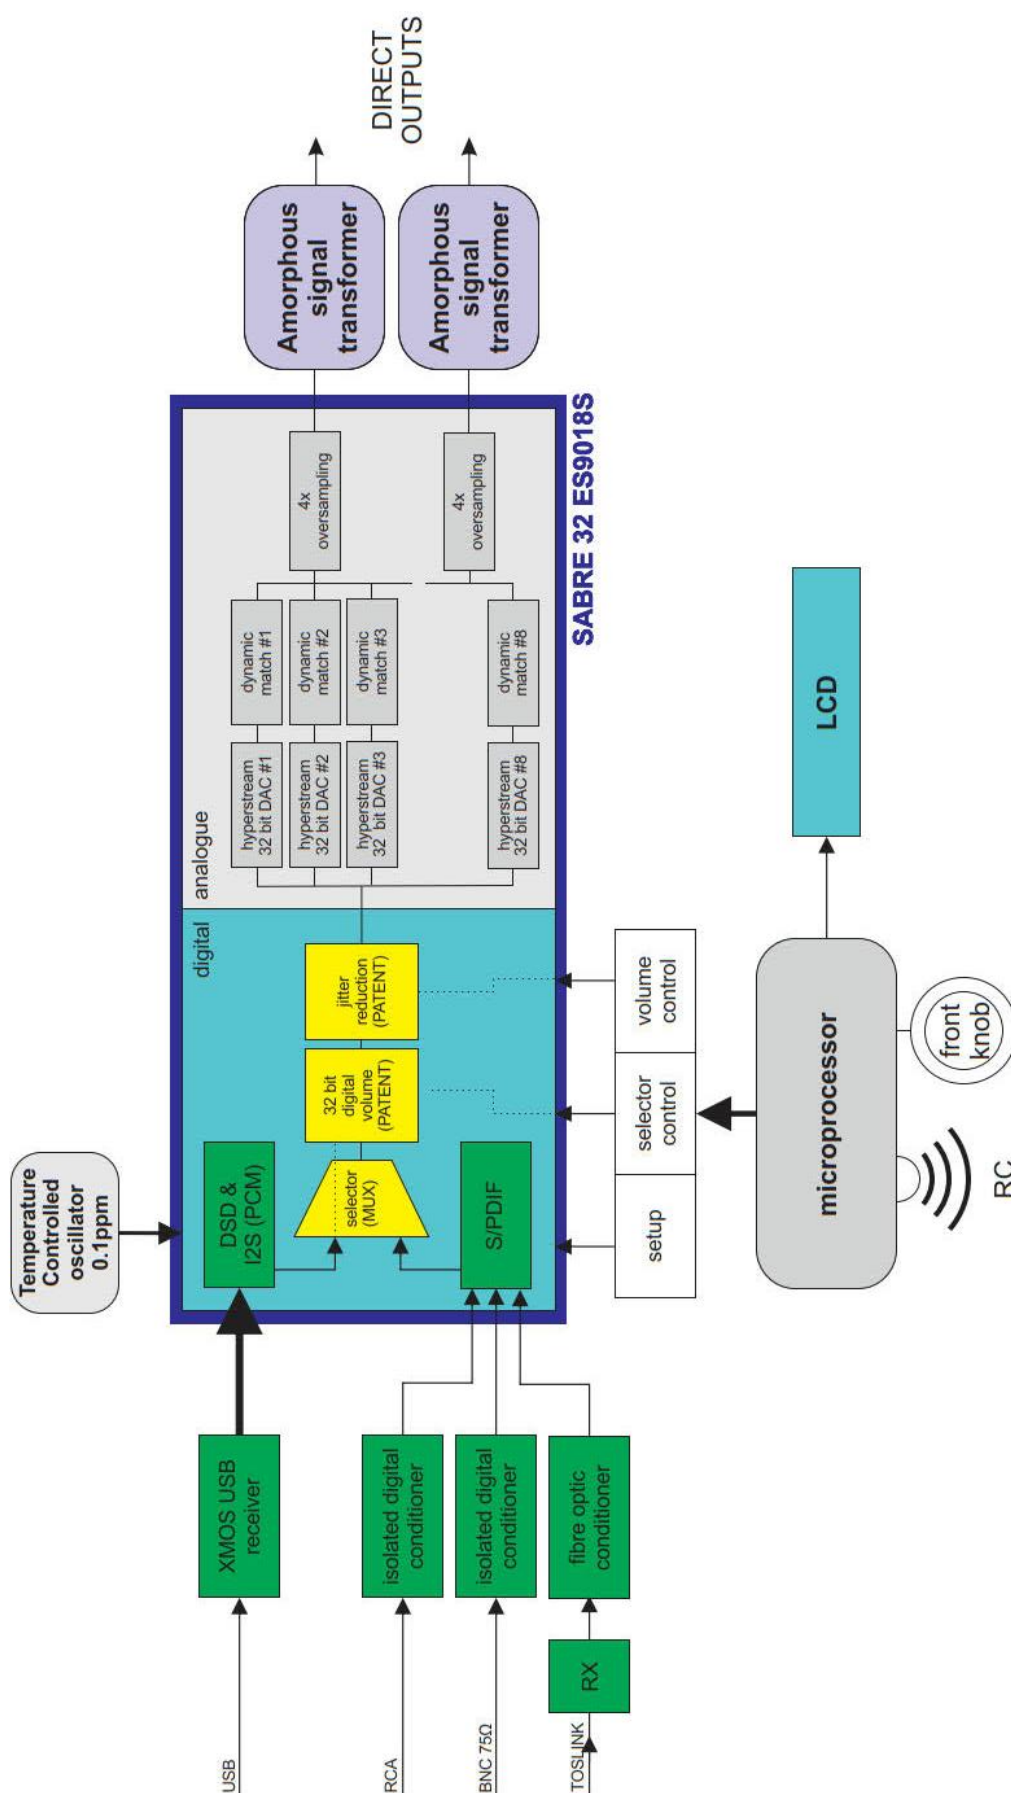 Temperature
Controlled
oscillator
0.1ppm
USB
XMOS USB
receiver
RCA
isolated digital
conditioner
BNC 75Ω
isolated digital
conditioner
TOSLINK
RX
fibre optic
conditioner
digital
DSD &
I2S (PCM)
S/PDIF
selector
(MUX)
32 bit
digital
volume
(PATENT)
jitter
reduction
(PATENT)
analogue
hyperstream
32 bit DAC #1
dynamic
match #1
hyperstream
32 bit DAC #2
dynamic
match #2
hyperstream
32 bit DAC #3
dynamic
match #3
hyperstream
32 bit DAC #8
dynamic
match #8
4x
oversampling
4x
oversampling
SABRE 32 ES9018S
Amorphous
signal
transformer
Amorphous
signal
transformer
DIRECT
OUTPUTS
setup
selector
control
volume
control
microprocessor
LCD
RC
front
knob